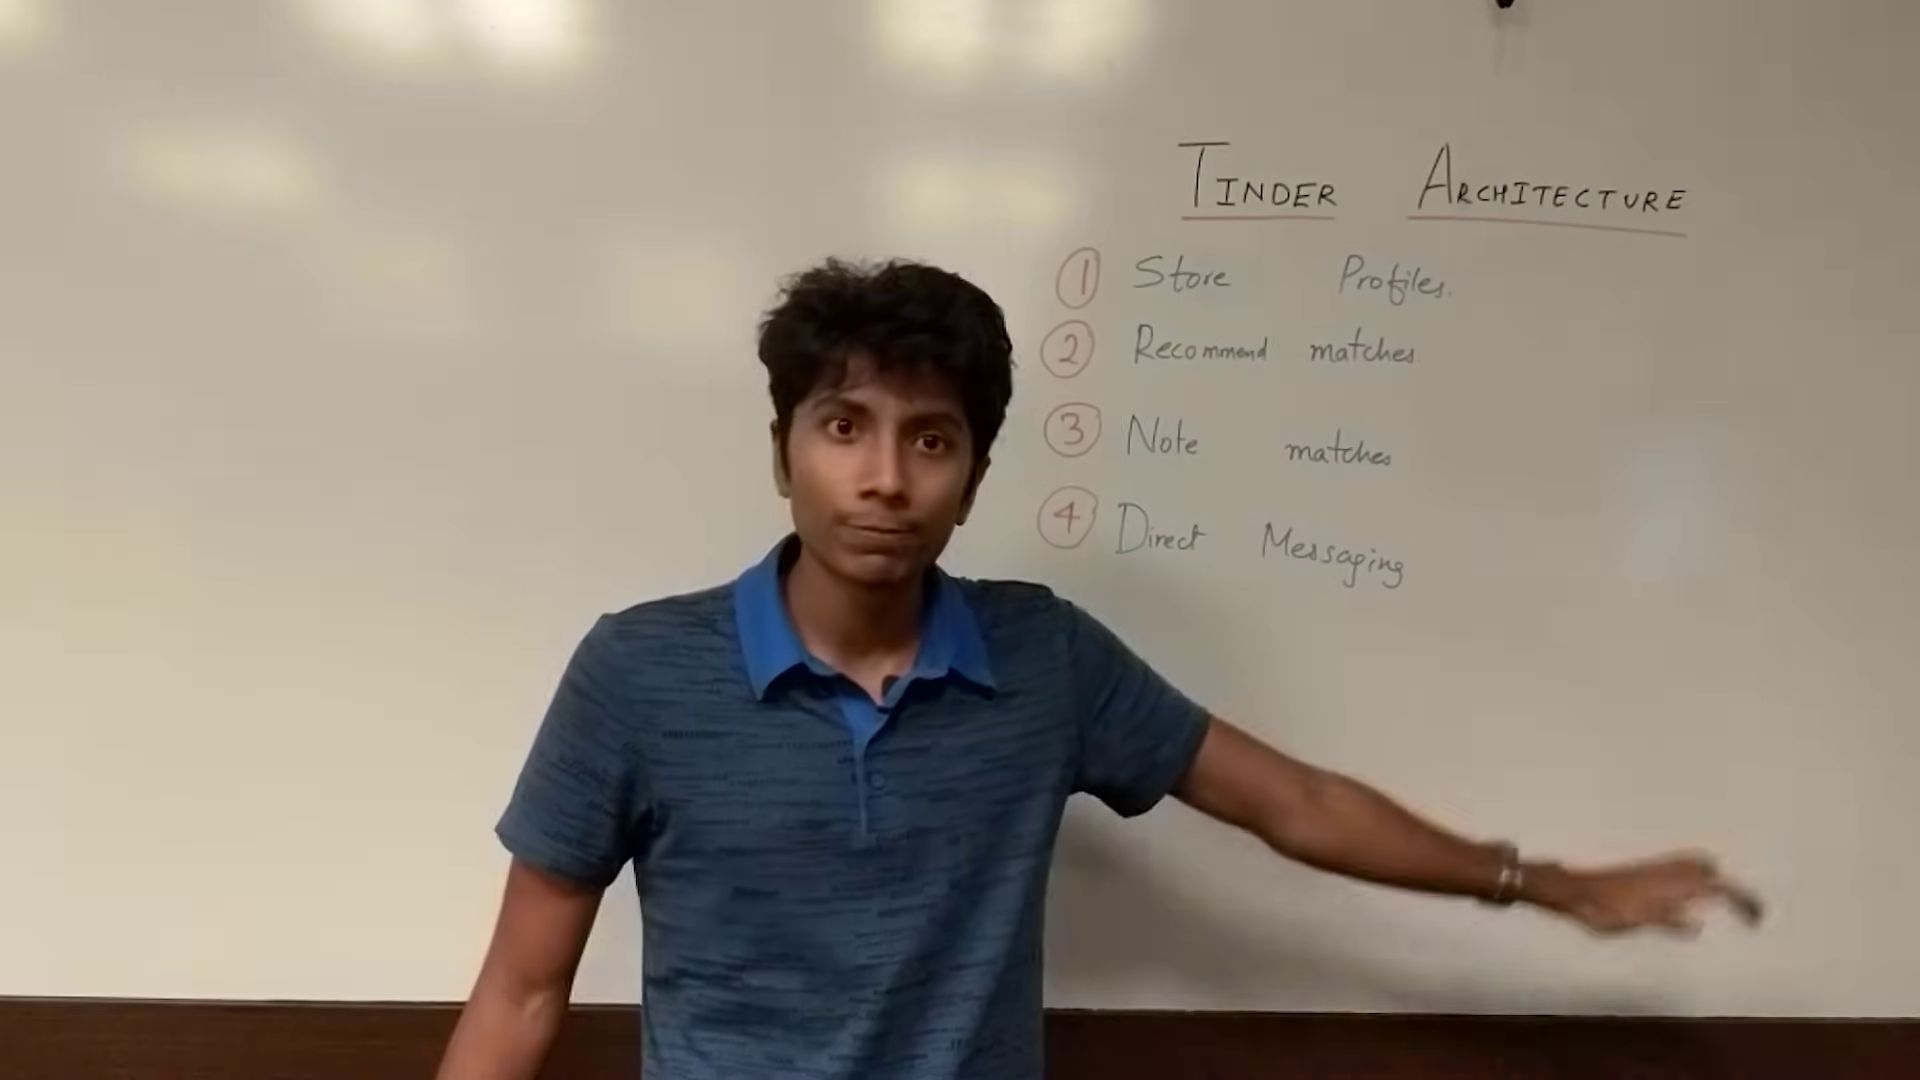 TINDER ARCHITECTURE
1 Store Profiles.
2 Recommend matches
3 Note matches
4 Direct Messaging